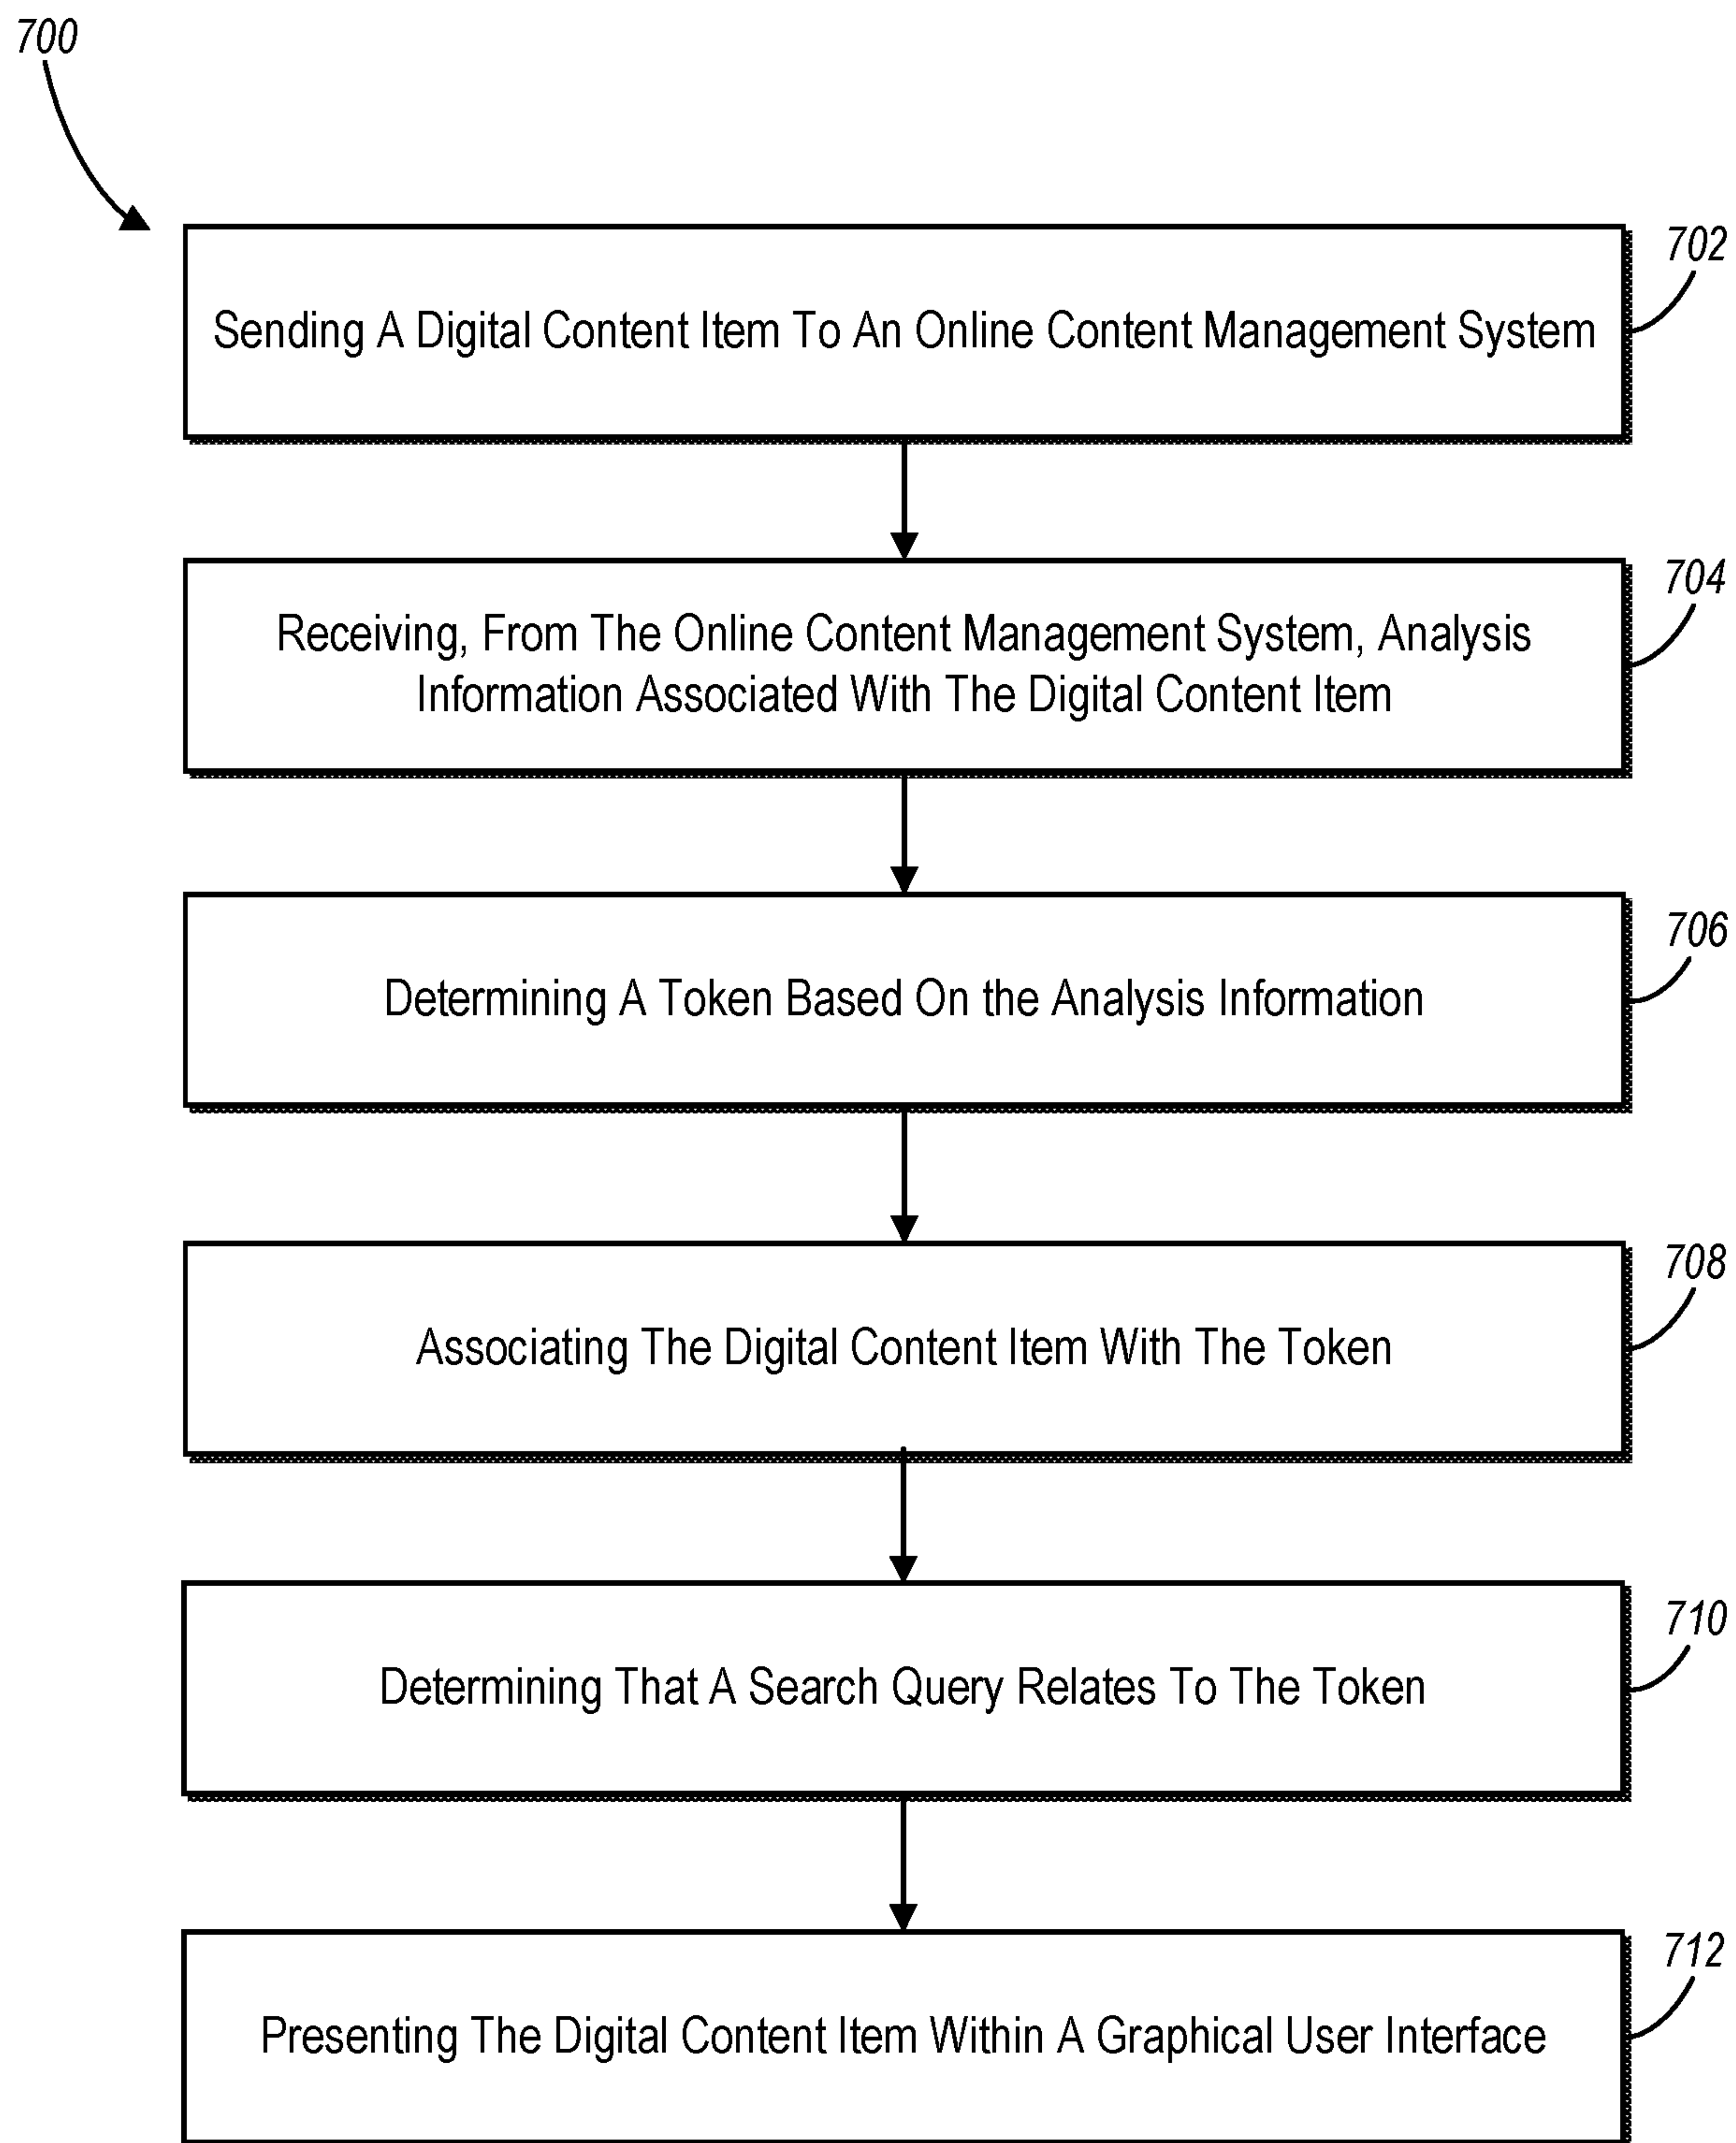 700
702
Sending A Digital Content Item To An Online Content Management System
704
Receiving, From The Online Content Management System, Analysis
Information Associated With The Digital Content Item
706
Determining A Token Based On the Analysis Information
708
Associating The Digital Content Item With The Token
710
Determining That A Search Query Relates To The Token
712
Presenting The Digital Content Item Within A Graphical User Interface